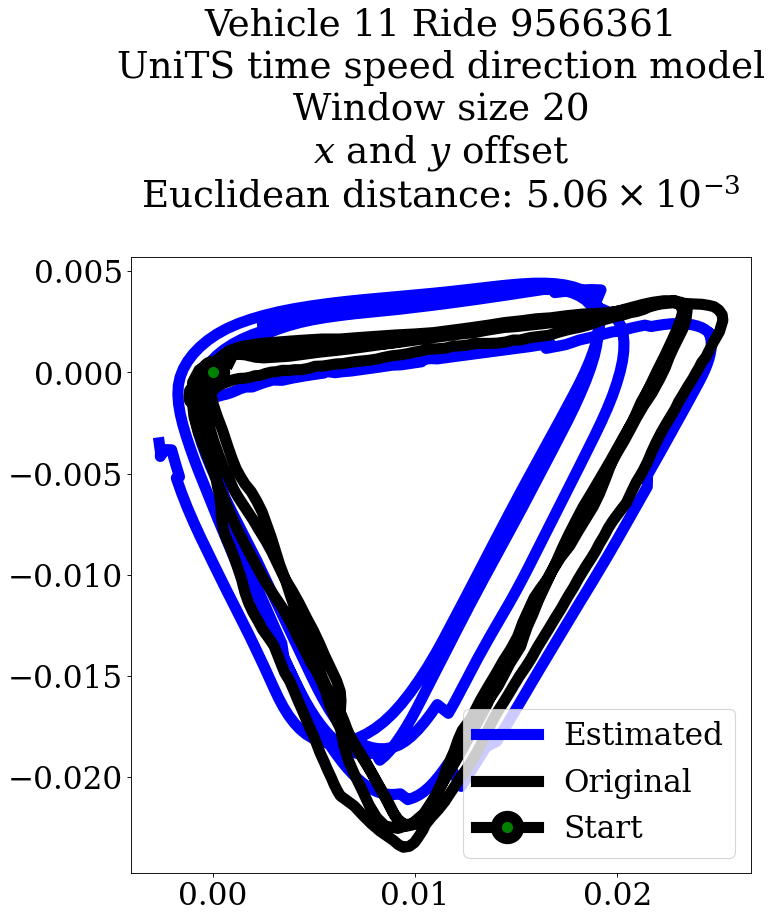 Vehicle 11 Ride 9566361
UniTS time speed direction model
Window size 20
x and y offset
Euclidean distance: 5.06 × 10⁻³
0.005
0.000
−0.005
−0.010
−0.015
−0.020
Estimated
Original
Start
0.00 0.01 0.02